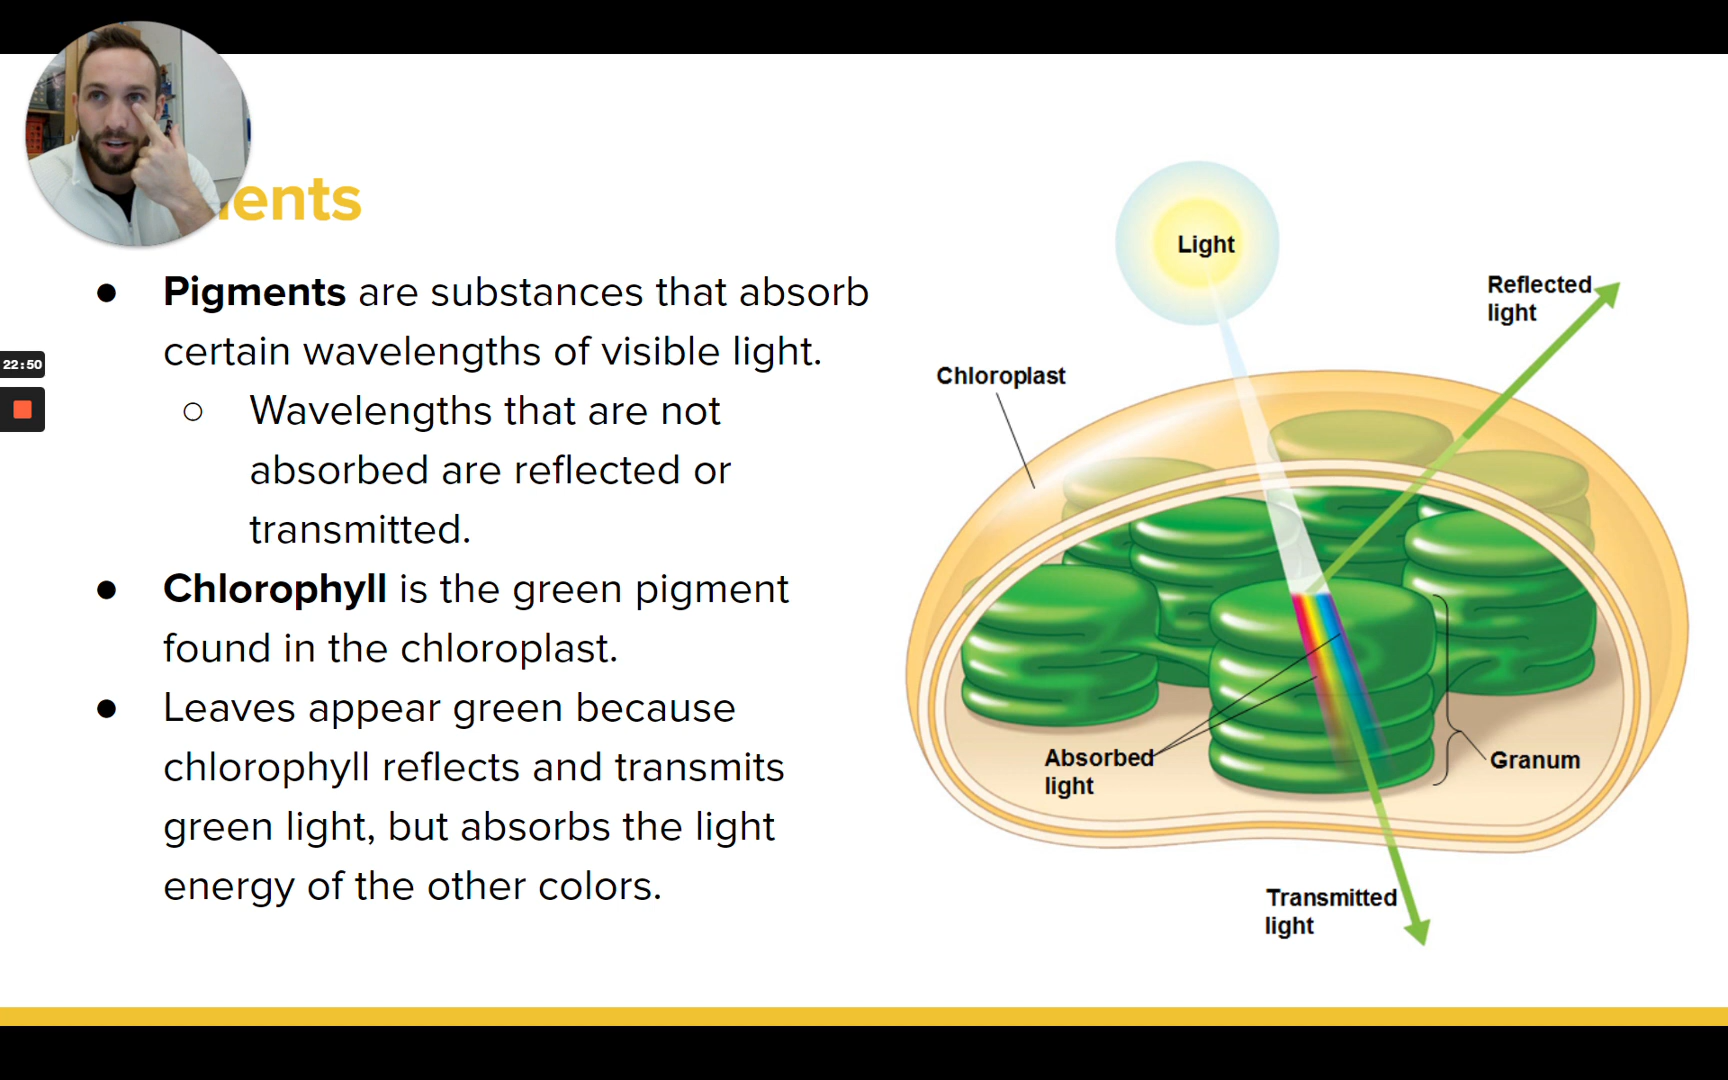 ents
● Pigments are substances that absorb
certain wavelengths of visible light.
○ Wavelengths that are not
absorbed are reflected or
transmitted.
● Chlorophyll is the green pigment
found in the chloroplast.
● Leaves appear green because
chlorophyll reflects and transmits
green light, but absorbs the light
energy of the other colors.
22:50
Light
Reflected
light
Chloroplast
Absorbed
light
Granum
Transmitted
light